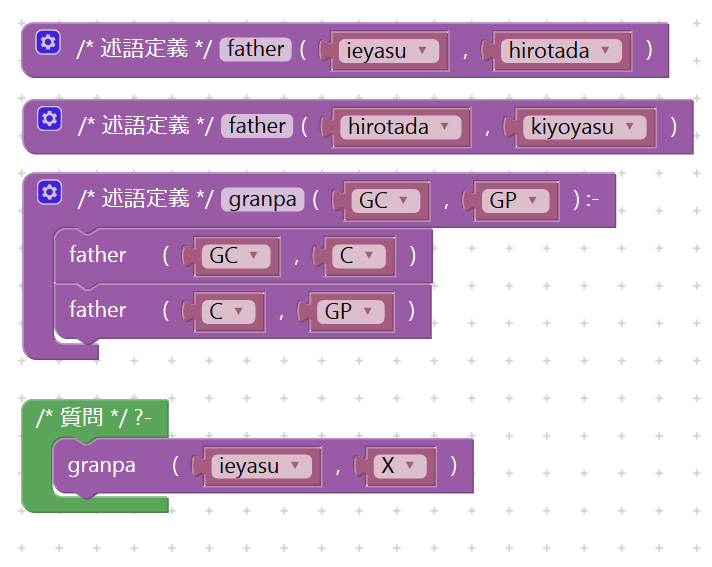 /* 述語定義 */ father ( ieyasu ▼ , hirotada ▼ )
/* 述語定義 */ father ( hirotada ▼ , kiyoyasu ▼ )
/* 述語定義 */ granpa ( GC ▼ , GP ▼ ) :-
father ( GC ▼ , C ▼ )
father ( C ▼ , GP ▼ )
/* 質問 */ ?-
granpa ( ieyasu ▼ , X ▼ )